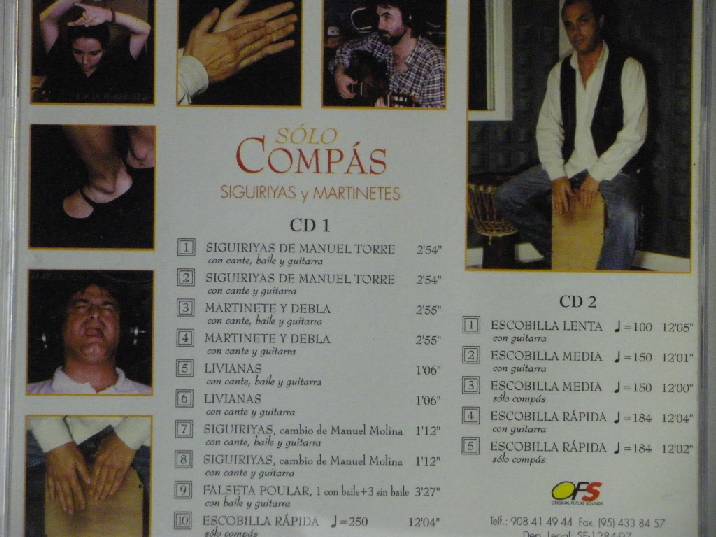 SÓLO
COMPÁS
SIGUIRIYAS y MARTINETES
CD 1
1 SIGUIRIYAS DE MANUEL TORRE 2'54"
con cante, baile y guitarra
2 SIGUIRIYAS DE MANUEL TORRE 2'54"
con cante y guitarra
3 MARTINETE Y DEBLA 2'55"
con cante, baile y guitarra
4 MARTINETE Y DEBLA 2'55"
con cante y guitarra
5 LIVIANAS 1'06"
con cante, baile y guitarra
6 LIVIANAS 1'06"
con cante y guitarra
7 SIGUIRIYAS, cambio de Manuel Molina 1'12"
con cante, baile y guitarra
8 SIGUIRIYAS, cambio de Manuel Molina 1'12"
con cante y guitarra
9 FALSETA POULAR, 1 con baile+3 sin baile 3'27"
con cante, baile y guitarra
10 ESCOBILLA RÁPIDA ♩=250 12'04"
CD 2
1 ESCOBILLA LENTA ♩=100 12'05"
con guitarra
2 ESCOBILLA MEDIA ♩=150 12'01"
con guitarra
3 ESCOBILLA MEDIA ♩=150 12'00"
sólo compás
4 ESCOBILLA RÁPIDA ♩=184 12'04"
con guitarra
5 ESCOBILLA RÁPIDA ♩=184 12'02"
sólo compás
OFS
Telf.: 908 41 49 44 Fax. (95) 433 84 57
Dep. Legal, SE-1284-97